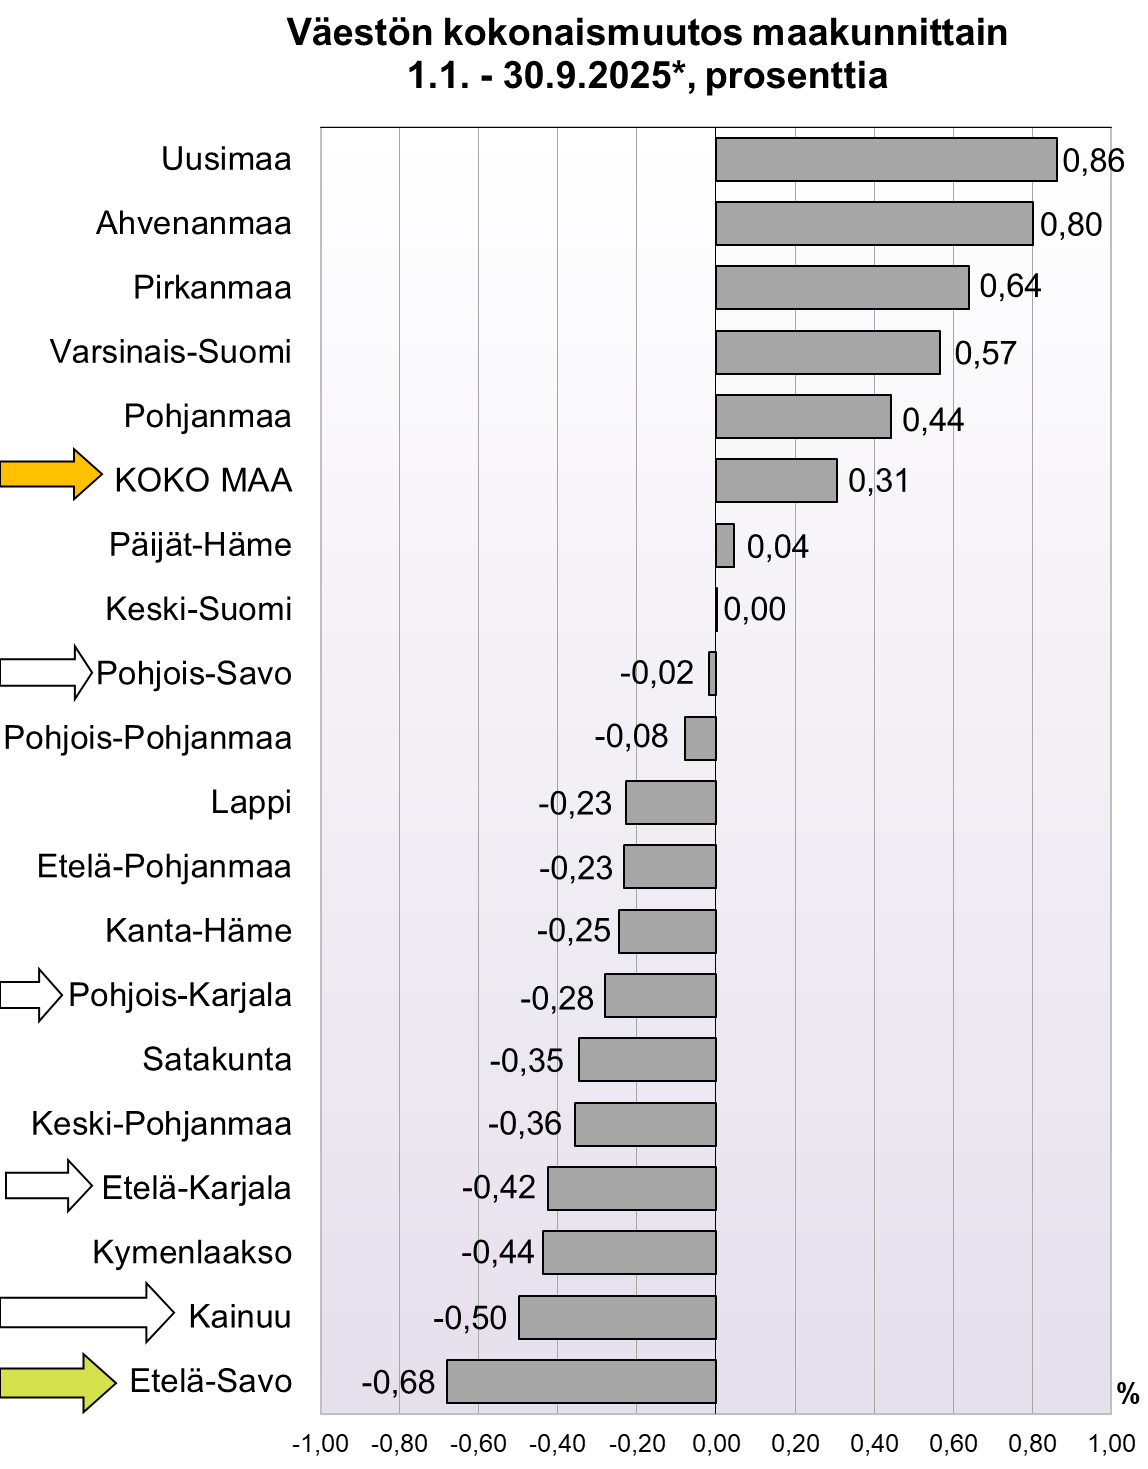 Väestön kokonaismuutos maakunnittain
1.1. - 30.9.2025*, prosenttia
Uusimaa 0,86
Ahvenanmaa 0,80
Pirkanmaa 0,64
Varsinais-Suomi 0,57
Pohjanmaa 0,44
KOKO MAA 0,31
Päijät-Häme 0,04
Keski-Suomi 0,00
Pohjois-Savo -0,02
Pohjois-Pohjanmaa -0,08
Lappi -0,23
Etelä-Pohjanmaa -0,23
Kanta-Häme -0,25
Pohjois-Karjala -0,28
Satakunta -0,35
Keski-Pohjanmaa -0,36
Etelä-Karjala -0,42
Kymenlaakso -0,44
Kainuu -0,50
Etelä-Savo -0,68
%
-1,00 -0,80 -0,60 -0,40 -0,20 0,00 0,20 0,40 0,60 0,80 1,00